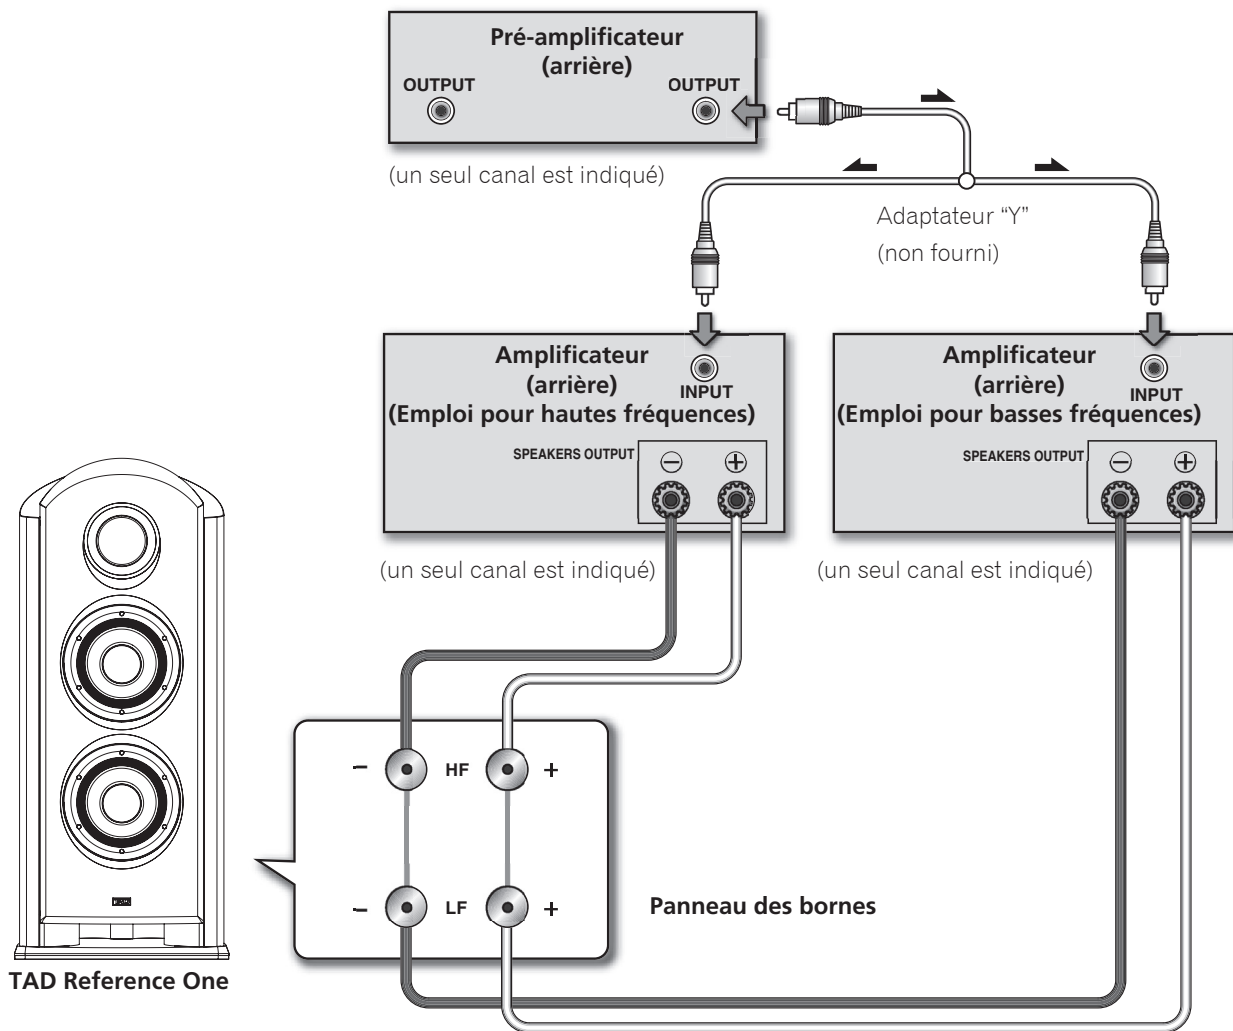 Pré-amplificateur
(arrière)
OUTPUT
OUTPUT
(un seul canal est indiqué)
Adaptateur “Y”
(non fourni)
Amplificateur
(arrière)
INPUT
(Emploi pour hautes fréquences)
SPEAKERS OUTPUT
− +
(un seul canal est indiqué)
Amplificateur
(arrière)
INPUT
(Emploi pour basses fréquences)
SPEAKERS OUTPUT
− +
(un seul canal est indiqué)
− HF +
− LF +
Panneau des bornes
TAD Reference One